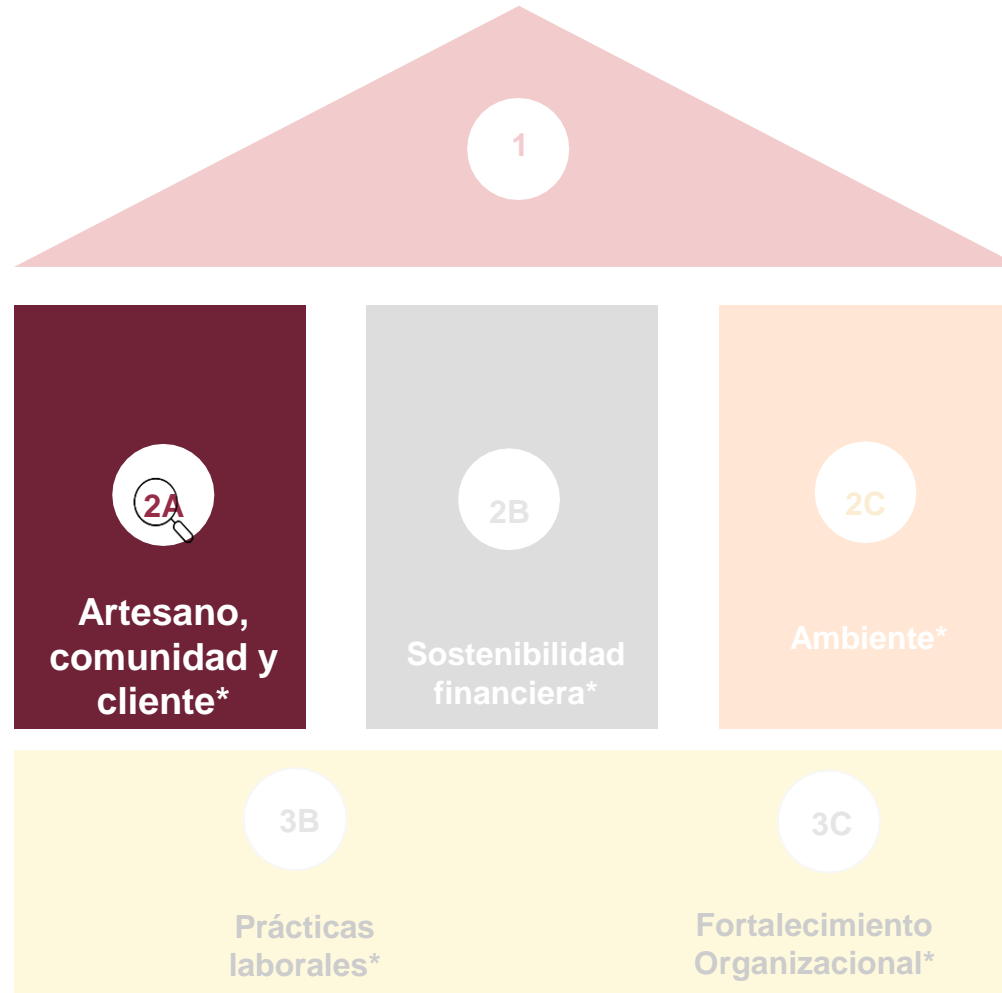 1
2A
Artesano,
comunidad y
cliente*
2B
Sostenibilidad
financiera*
2C
Ambiente*
3B
Prácticas
laborales*
3C
Fortalecimiento
Organizacional*